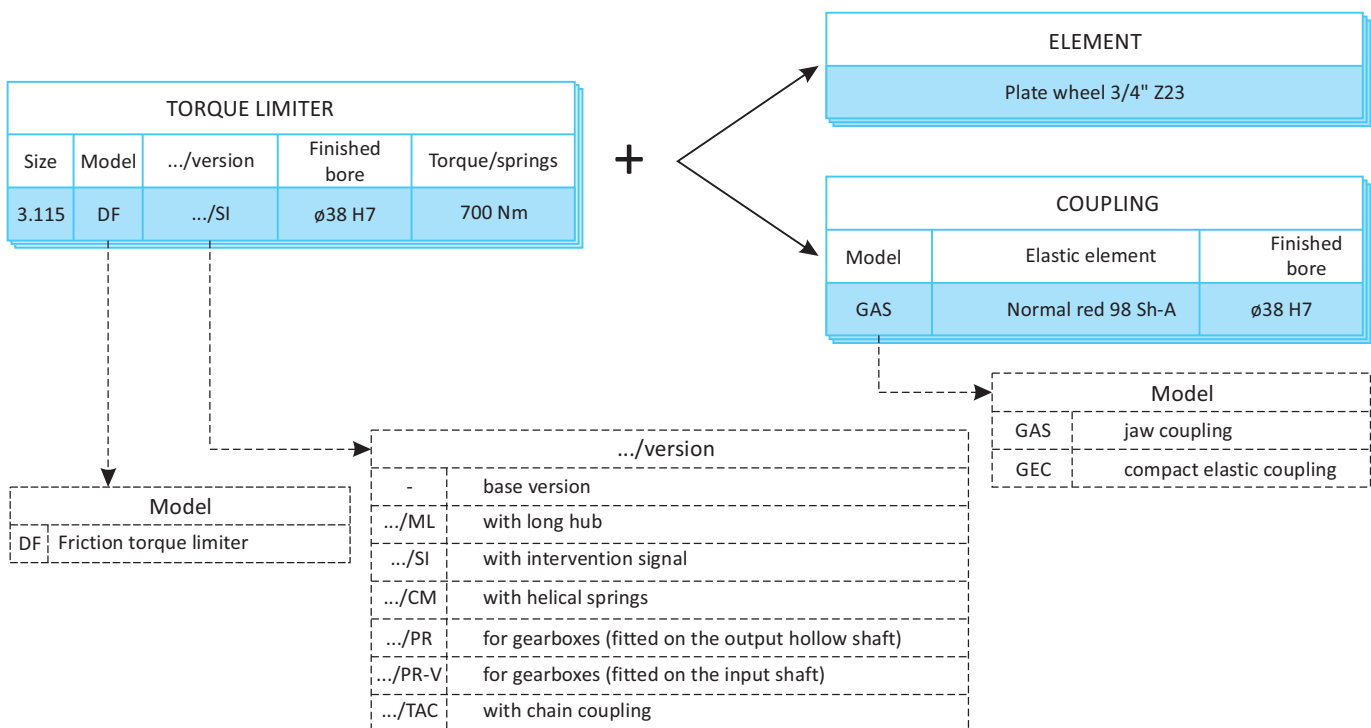 ELEMENT
Plate wheel 3/4" Z23
TORQUE LIMITER
Size Model .../version Finished bore Torque/springs
3.115 DF .../SI ø38 H7 700 Nm
+
COUPLING
Model Elastic element Finished bore
GAS Normal red 98 Sh-A ø38 H7
Model
GAS jaw coupling
GEC compact elastic coupling
.../version
- base version
.../ML with long hub
.../SI with intervention signal
.../CM with helical springs
.../PR for gearboxes (fitted on the output hollow shaft)
.../PR-V for gearboxes (fitted on the input shaft)
.../TAC with chain coupling
Model
DF Friction torque limiter